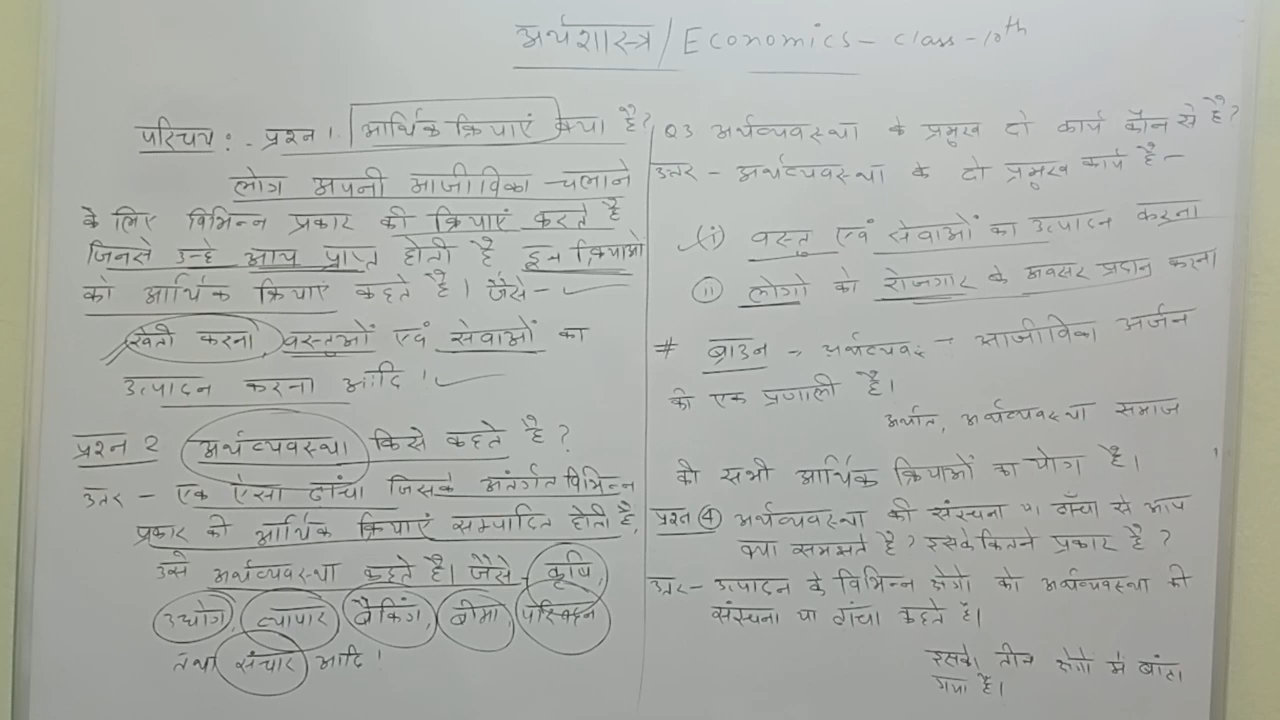 अर्थशास्त्र / Economics - Class - 10th
परिचय :- प्रश्न 1. आर्थिक क्रियाएं क्या है?
लोग अपनी आजीविका चलाने
के लिए विभिन्न प्रकार की क्रियाएं करते है
जिनसे उन्हे आय प्राप्त होती है इन क्रियाओ
को आर्थिक क्रियाएं कहते है। जैसे -
खेती करना, वस्तुओं एवं सेवाओं का
उत्पादन करना आदि।
प्रश्न 2 अर्थव्यवस्था किसे कहते है?
उत्तर - एक ऐसा ढांचा जिसके अंतर्गत विभिन्न
प्रकार की आर्थिक क्रियाएं सम्पादित होती है,
उसे अर्थव्यवस्था कहते है। जैसे - कृषि,
उद्योग, व्यापार, बैंकिंग, बीमा, परिवहन
तथा संचार आदि।
Q3 अर्थव्यवस्था के प्रमुख दो कार्य कौन से है?
उत्तर - अर्थव्यवस्था के दो प्रमुख कार्य है -
(i) वस्तु एवं सेवाओं का उत्पादन करना
(ii) लोगो को रोजगार के अवसर प्रदान करना
# ब्राउन - अर्थव्यव: - आजीविका अर्जन
की एक प्रणाली है।
अर्थात, अर्थव्यवस्था समाज
की सभी आर्थिक क्रियाओं का योग है।
प्रश्न (4) अर्थव्यवस्था की संरचना या ढाँचा से आप
क्या समझते है? इसके कितने प्रकार है?
उत्तर - उत्पादन के विभिन्न क्षेत्रो को अर्थव्यवस्था की
संरचना या ढांचा कहते है।
इसके तीन क्षेत्रो में बांटा
गया है।